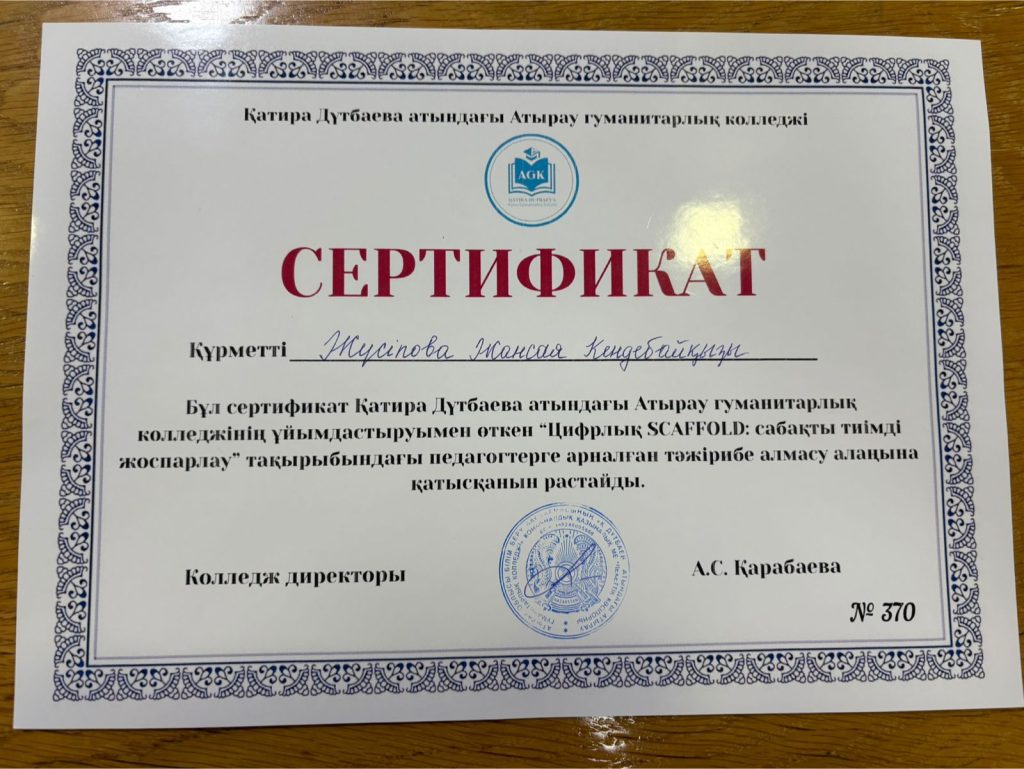 Қатира Дүтбаева атындағы Атырау гуманитарлық колледжі
AGK
СЕРТИФИКАТ
Құрметті Жусіпова Жансая Кендебайқызы
Бұл сертификат Қатира Дүтбаева атындағы Атырау гуманитарлық
колледжінің ұйымдастыруымен өткен “Цифрлық SCAFFOLD: сабақты тиімді
жоспарлау” тақырыбындағы педагогтерге арналған тәжірибе алмасу алаңына
қатысқанын растайды.
Колледж директоры
А.С. Қарабаева
№ 370